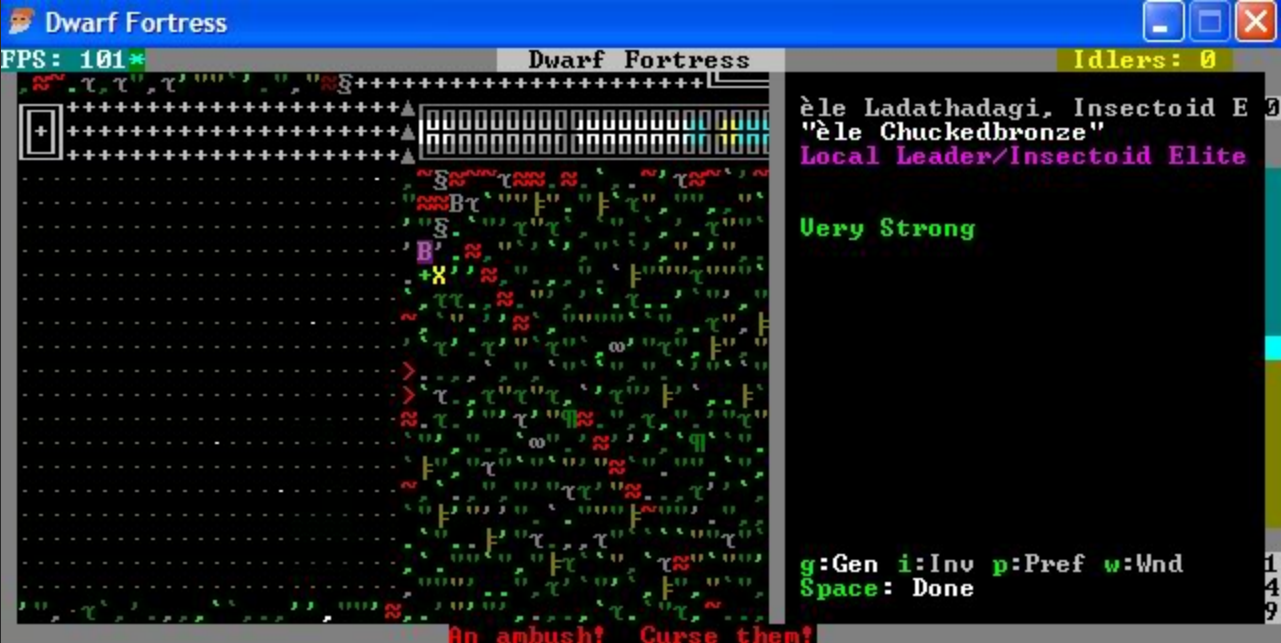 Dwarf Fortress
FPS: 101*
Dwarf Fortress
Idlers: 0
èle Ladathadagi, Insectoid E
"èle Chuckedbronze"
Local Leader/Insectoid Elite
Very Strong
g:Gen i:Inv p:Pref w:Wnd
Space: Done
An ambush! Curse them!